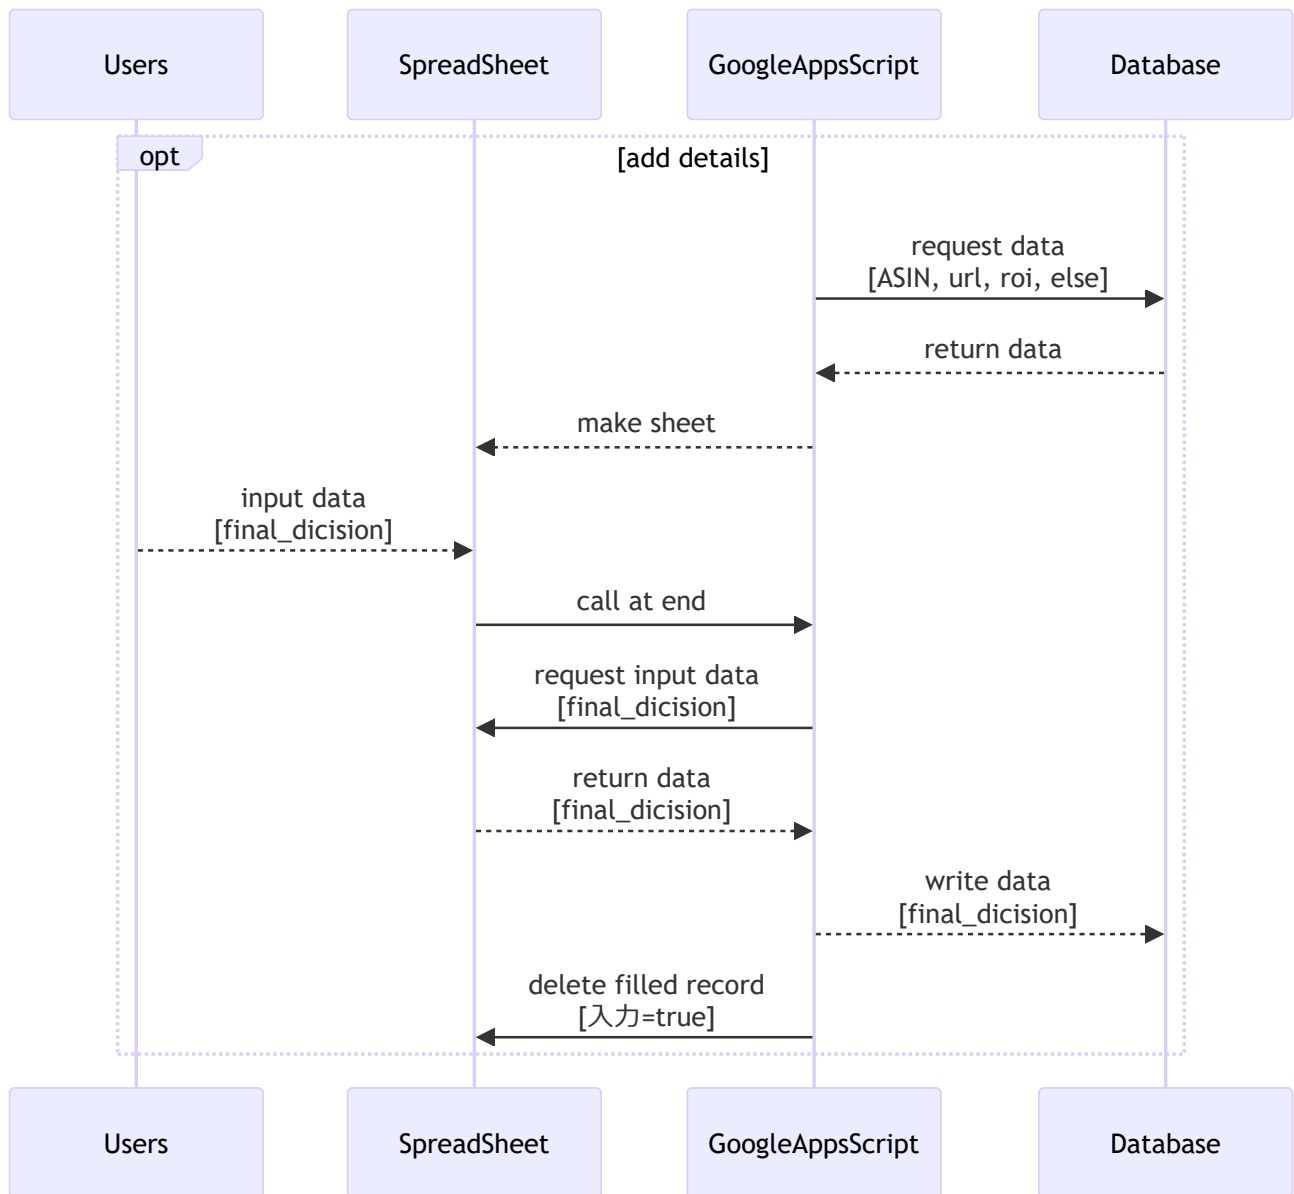 Users
SpreadSheet
GoogleAppsScript
Database
opt
[add details]
request data
[ASIN, url, roi, else]
return data
make sheet
input data
[final_dicision]
call at end
request input data
[final_dicision]
return data
[final_dicision]
write data
[final_dicision]
delete filled record
[入力=true]
Users
SpreadSheet
GoogleAppsScript
Database